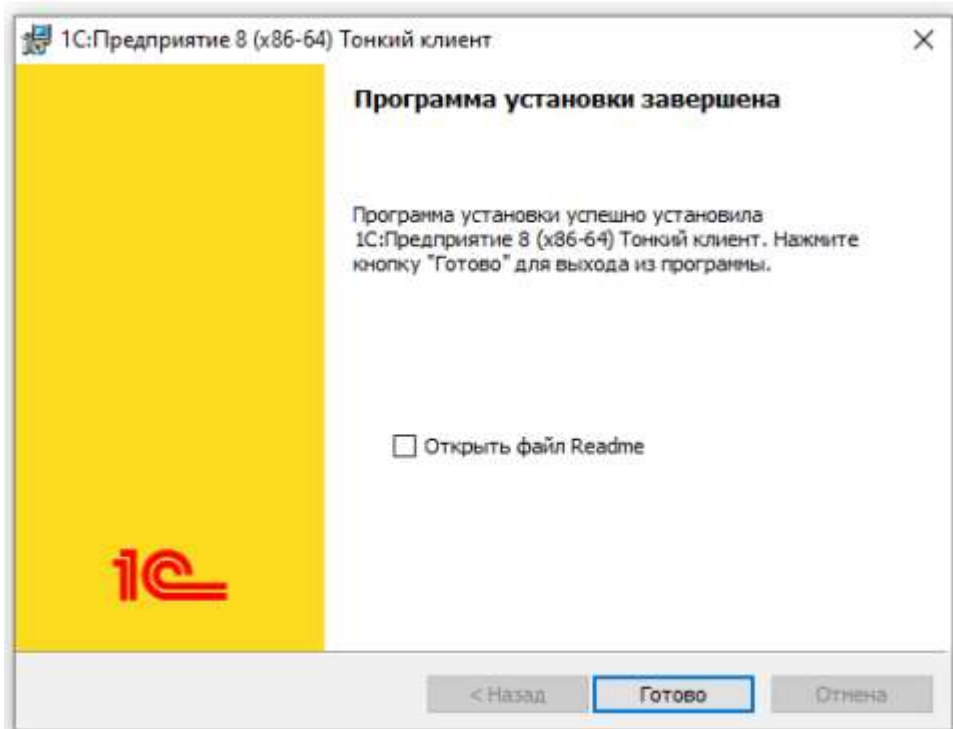 1С:Предприятие 8 (x86-64) Тонкий клиент
Программа установки завершена
Программа установки успешно установила
1С:Предприятие 8 (x86-64) Тонкий клиент. Нажмите
кнопку "Готово" для выхода из программы.
Открыть файл Readme
1С
< Назад
Готово
Отмена